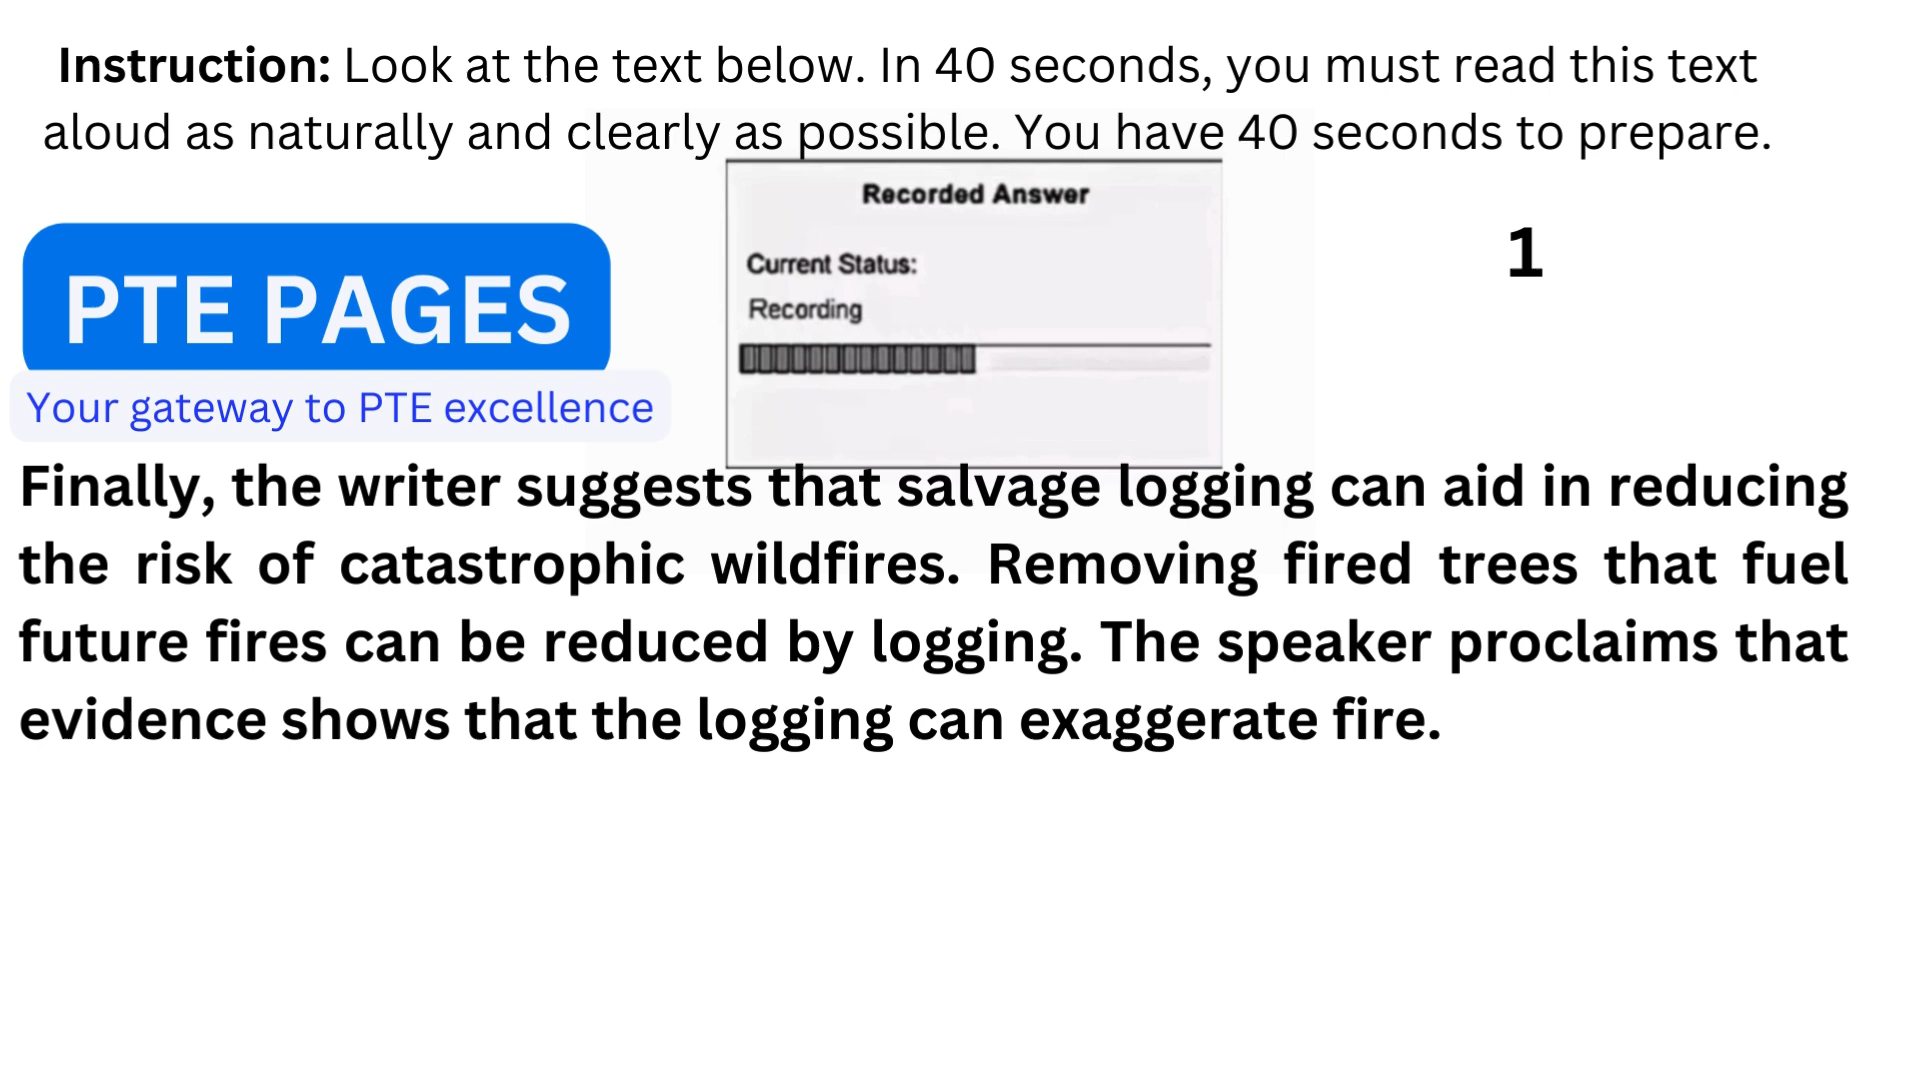 Instruction: Look at the text below. In 40 seconds, you must read this text
aloud as naturally and clearly as possible. You have 40 seconds to prepare.
Recorded Answer
Current Status:
Recording
1
PTE PAGES
Your gateway to PTE excellence
Finally, the writer suggests that salvage logging can aid in reducing
the risk of catastrophic wildfires. Removing fired trees that fuel
future fires can be reduced by logging. The speaker proclaims that
evidence shows that the logging can exaggerate fire.